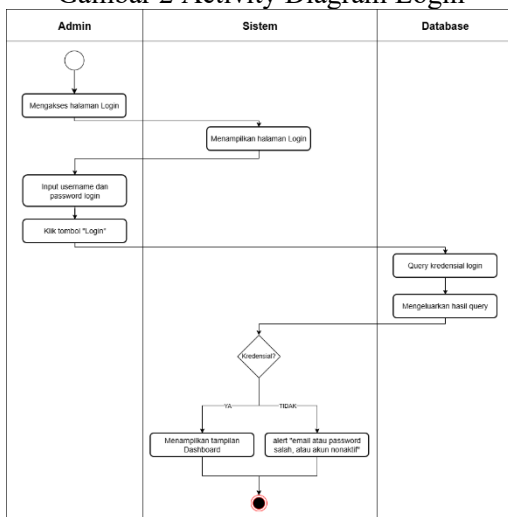 Gambar 2 Activity Diagram Login
Admin
Sistem
Database
Mengakses halaman Login
Menampilkan halaman Login
Input username dan
password login
Klik tombol "Login"
Query kredensial login
Mengeluarkan hasil query
Kredensial?
YA
TIDAK
Menampilkan tampilan
Dashboard
alert "email atau password
salah, atau akun nonaktif"